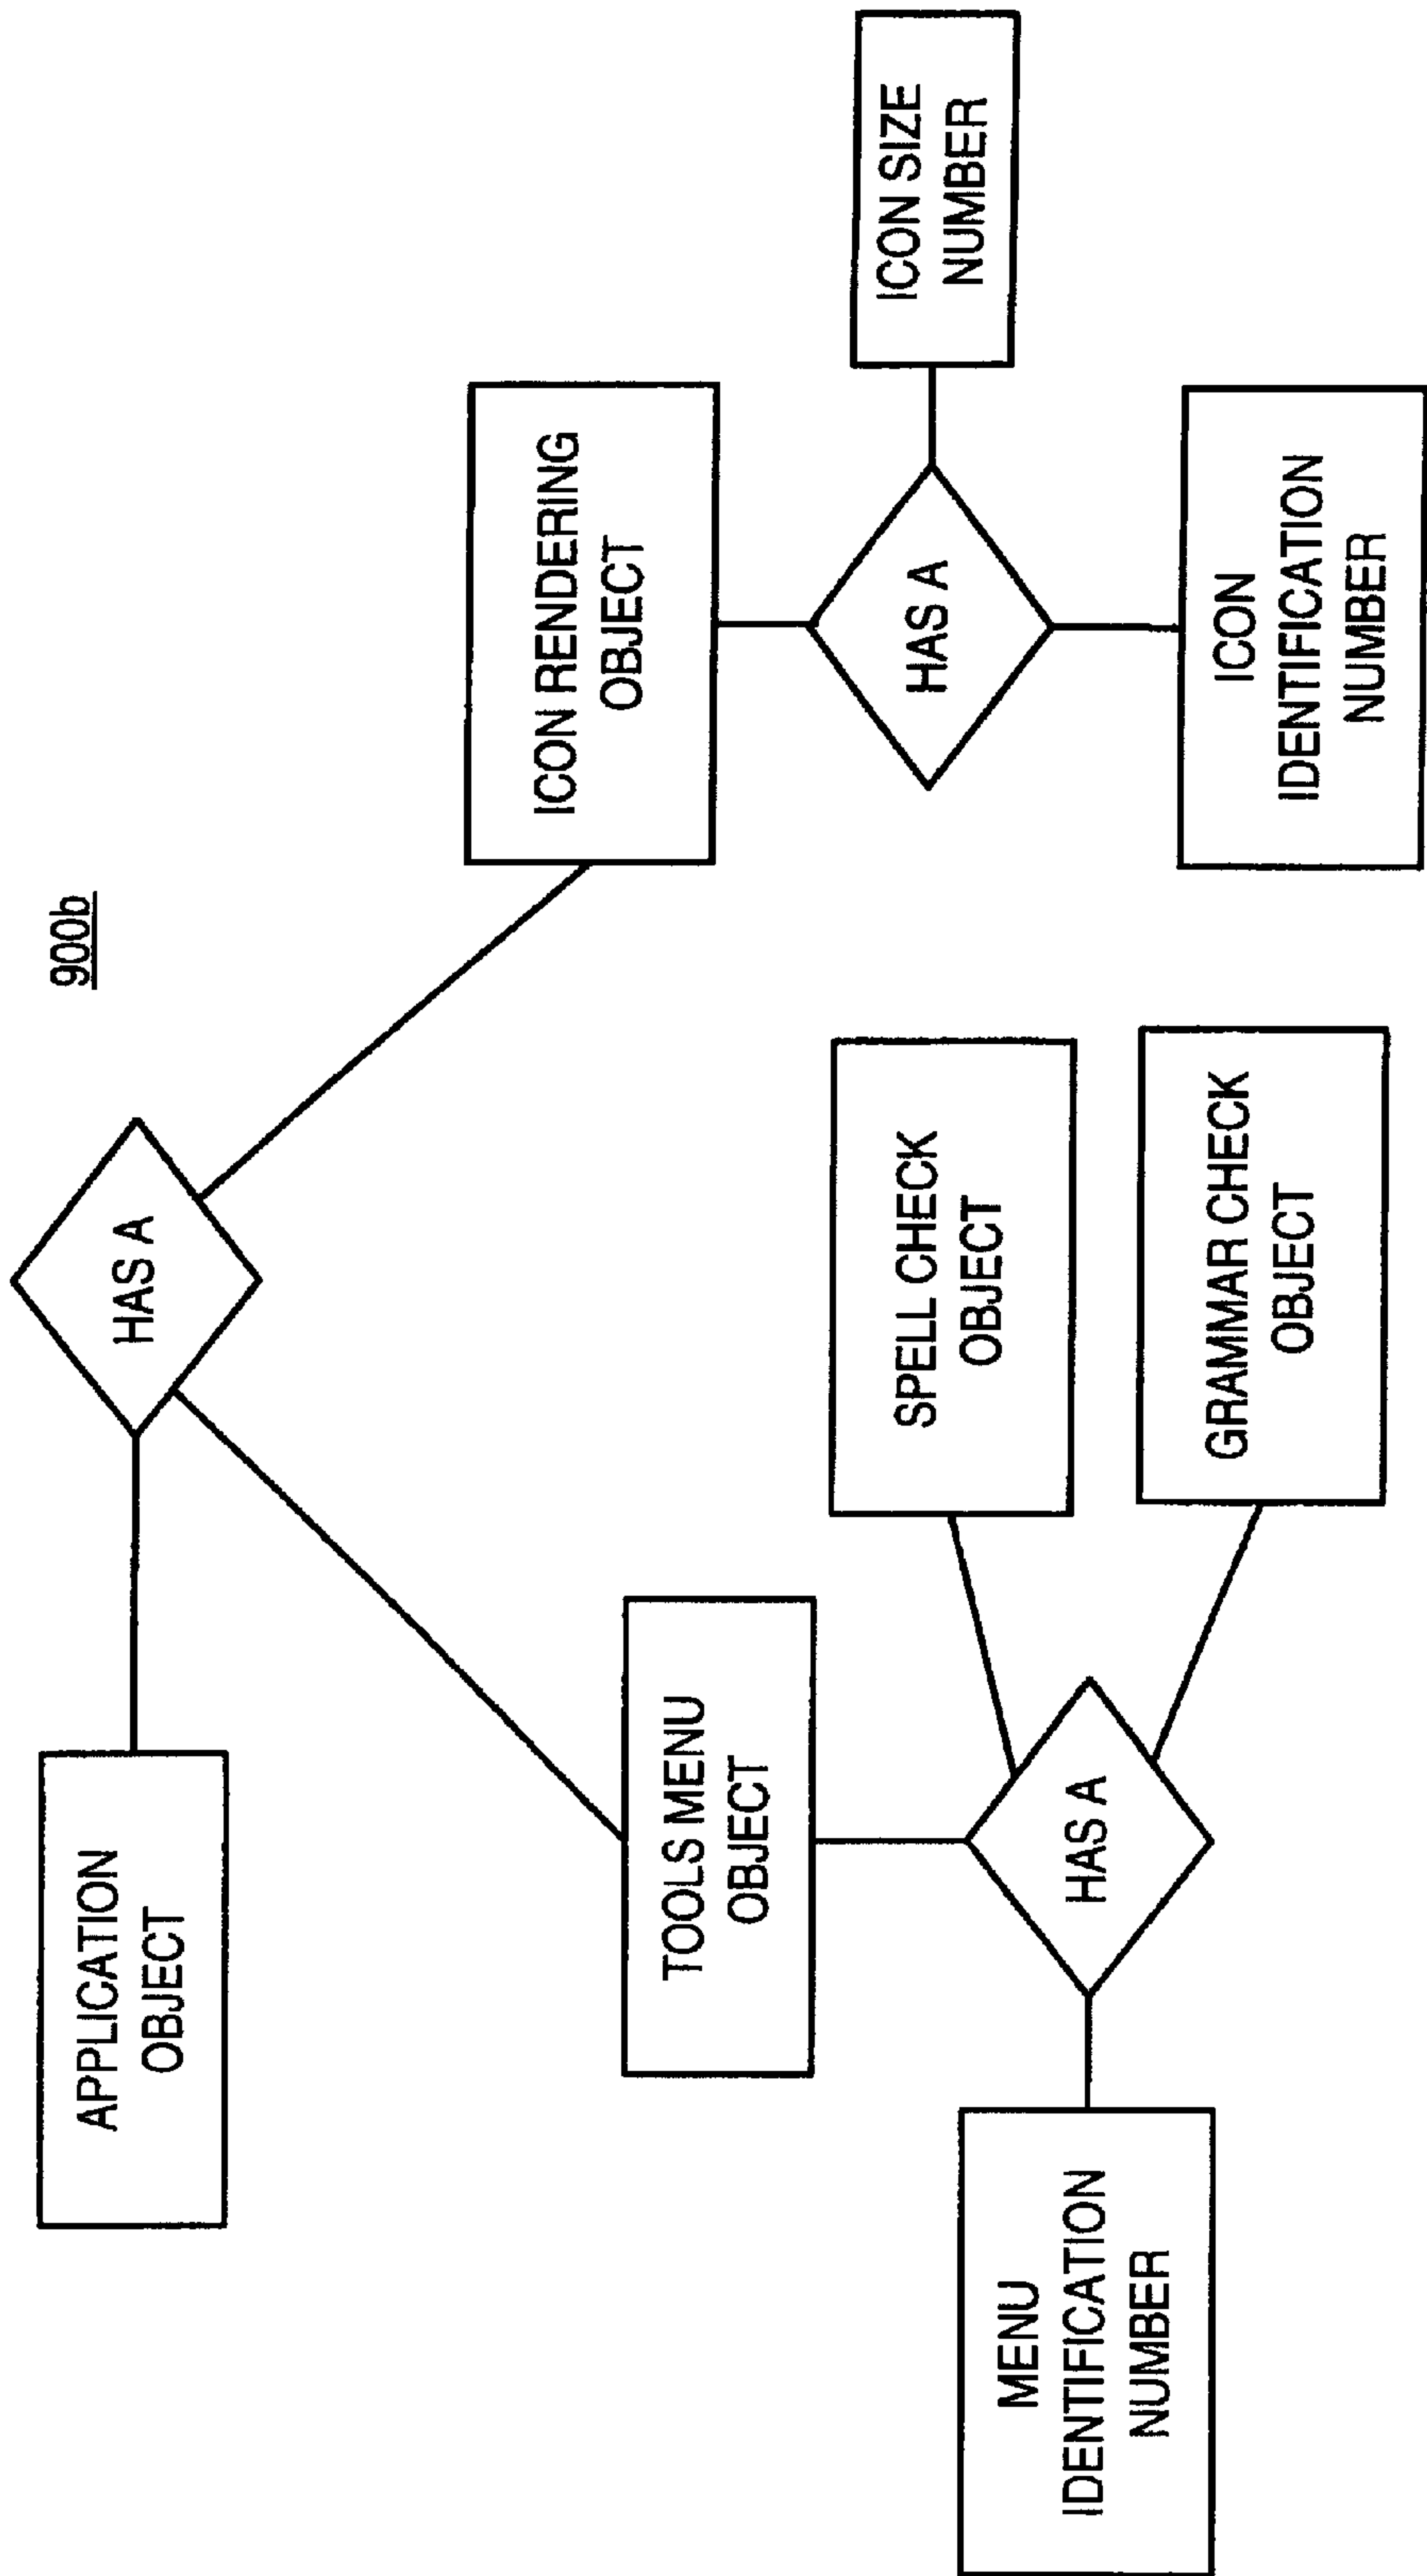 900b
APPLICATION
OBJECT
HAS A
TOOLS MENU
OBJECT
ICON RENDERING
OBJECT
MENU
IDENTIFICATION
NUMBER
HAS A
SPELL CHECK
OBJECT
GRAMMAR CHECK
OBJECT
HAS A
ICON SIZE
NUMBER
ICON
IDENTIFICATION
NUMBER